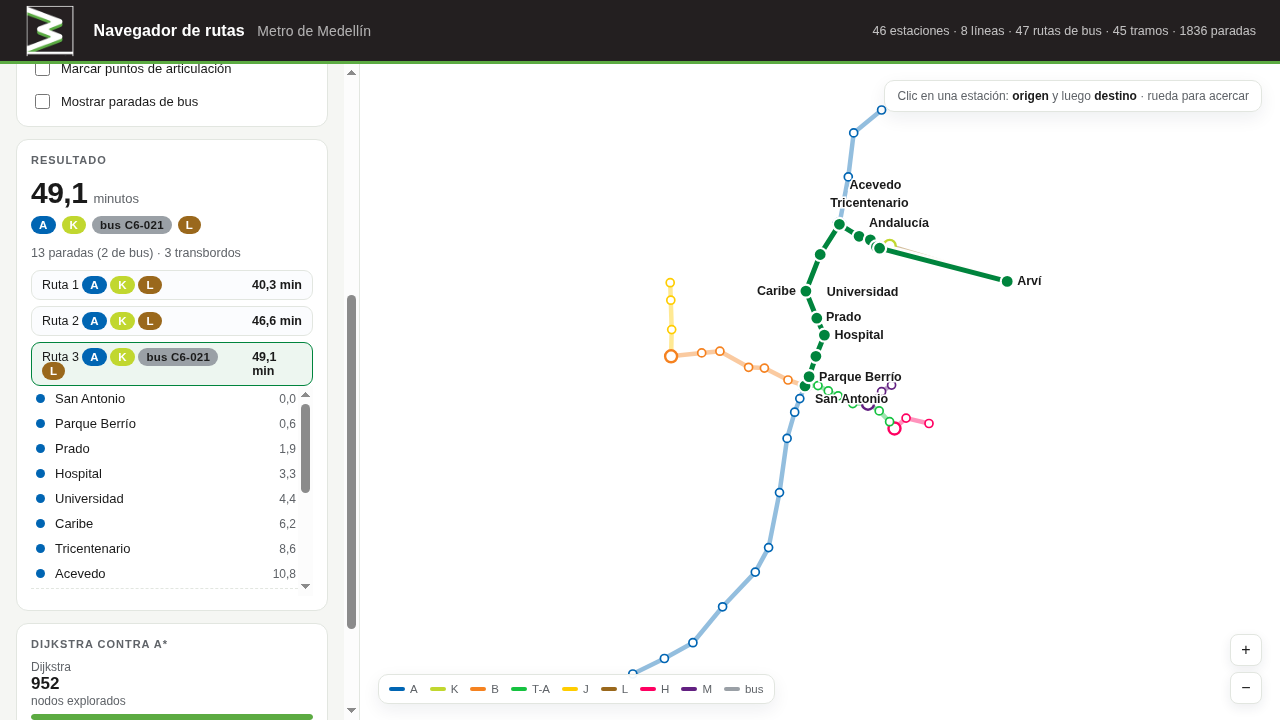 Navegador de rutas Metro de Medellín
46 estaciones · 8 líneas · 47 rutas de bus · 45 tramos · 1836 paradas
Marcar puntos de articulación
Mostrar paradas de bus
RESULTADO
49,1 minutos
A K bus C6-021 L
13 paradas (2 de bus) · 3 transbordos
Ruta 1 A K L 40,3 min
Ruta 2 A K L 46,6 min
Ruta 3 A K bus C6-021 49,1
L min
San Antonio 0,0
Parque Berrío 0,6
Prado 1,9
Hospital 3,3
Universidad 4,4
Caribe 6,2
Tricentenario 8,6
Acevedo 10,8
DIJKSTRA CONTRA A*
Dijkstra
952
nodos explorados
Clic en una estación: origen y luego destino · rueda para acercar
Acevedo
Tricentenario
Andalucía
Arví
Caribe
Universidad
Prado
Hospital
Parque Berrío
San Antonio
A K B T-A J L H M bus
+
−